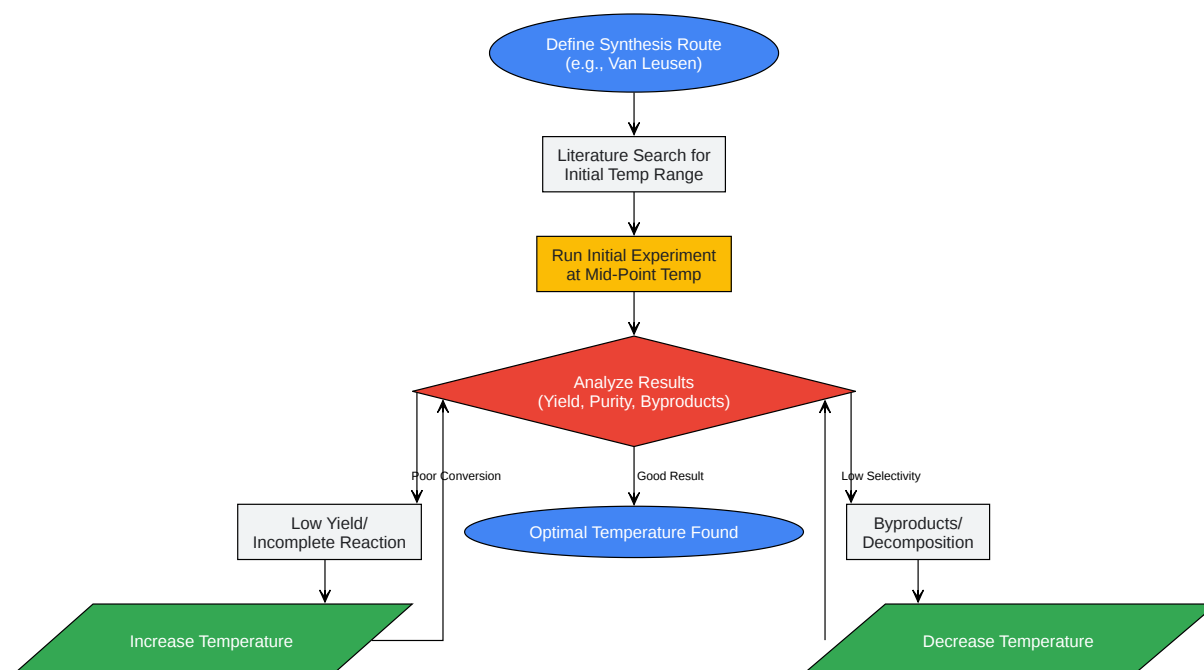 Define Synthesis Route
(e.g., Van Leusen)
Literature Search for
Initial Temp Range
Run Initial Experiment
at Mid-Point Temp
Analyze Results
(Yield, Purity, Byproducts)
Poor Conversion
Good Result
Low Selectivity
Low Yield/
Incomplete Reaction
Optimal Temperature Found
Byproducts/
Decomposition
Increase Temperature
Decrease Temperature